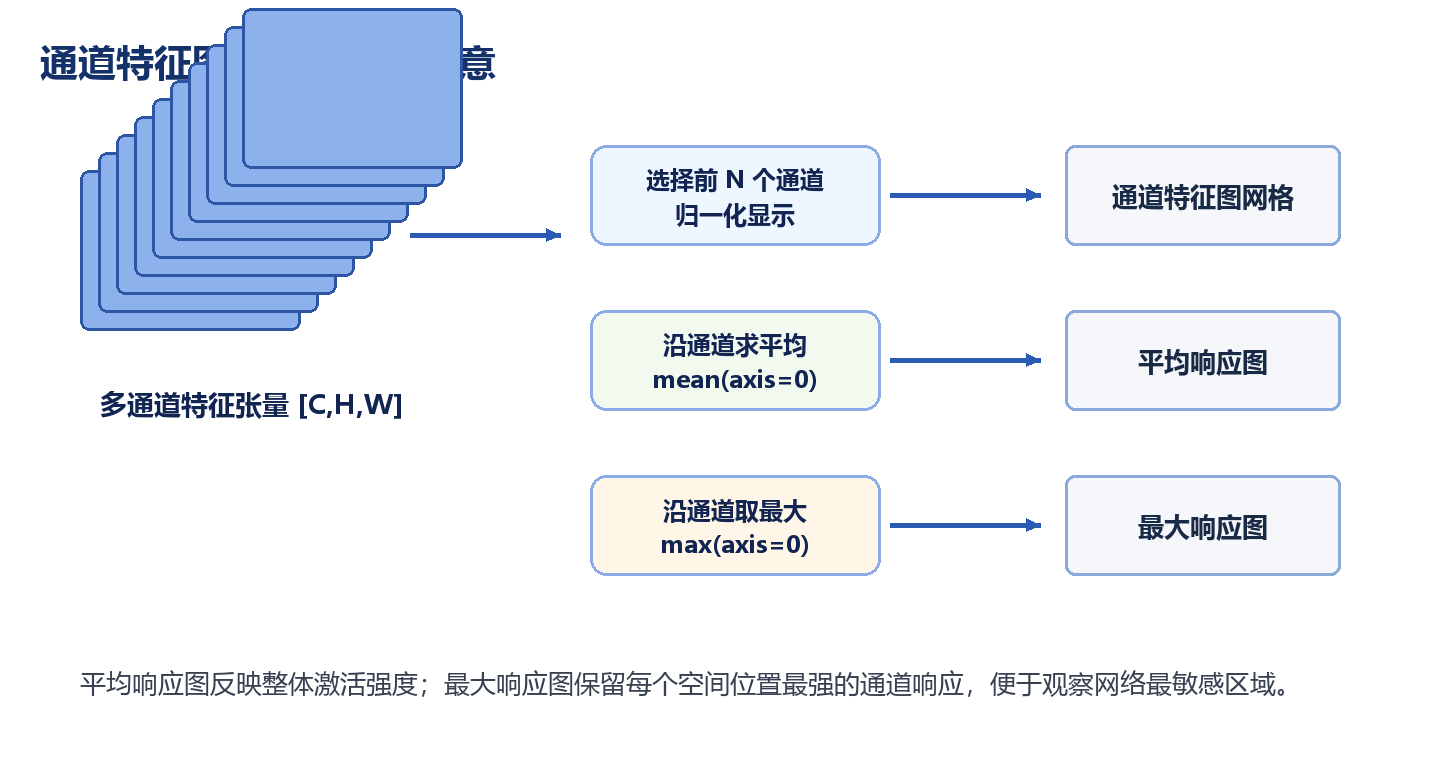 通道特征 意
选择前 N 个通道
归一化显示
通道特征图网格
沿通道求平均
mean(axis=0)
平均响应图
多通道特征张量 [C,H,W]
沿通道取最大
max(axis=0)
最大响应图
平均响应图反映整体激活强度；最大响应图保留每个空间位置最强的通道响应，便于观察网络最敏感区域。